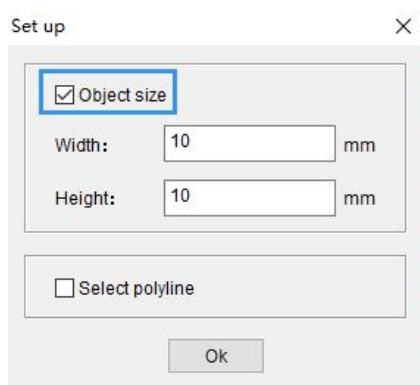 Set up
Object size
Width: 10 mm
Height: 10 mm
Select polyline
Ok